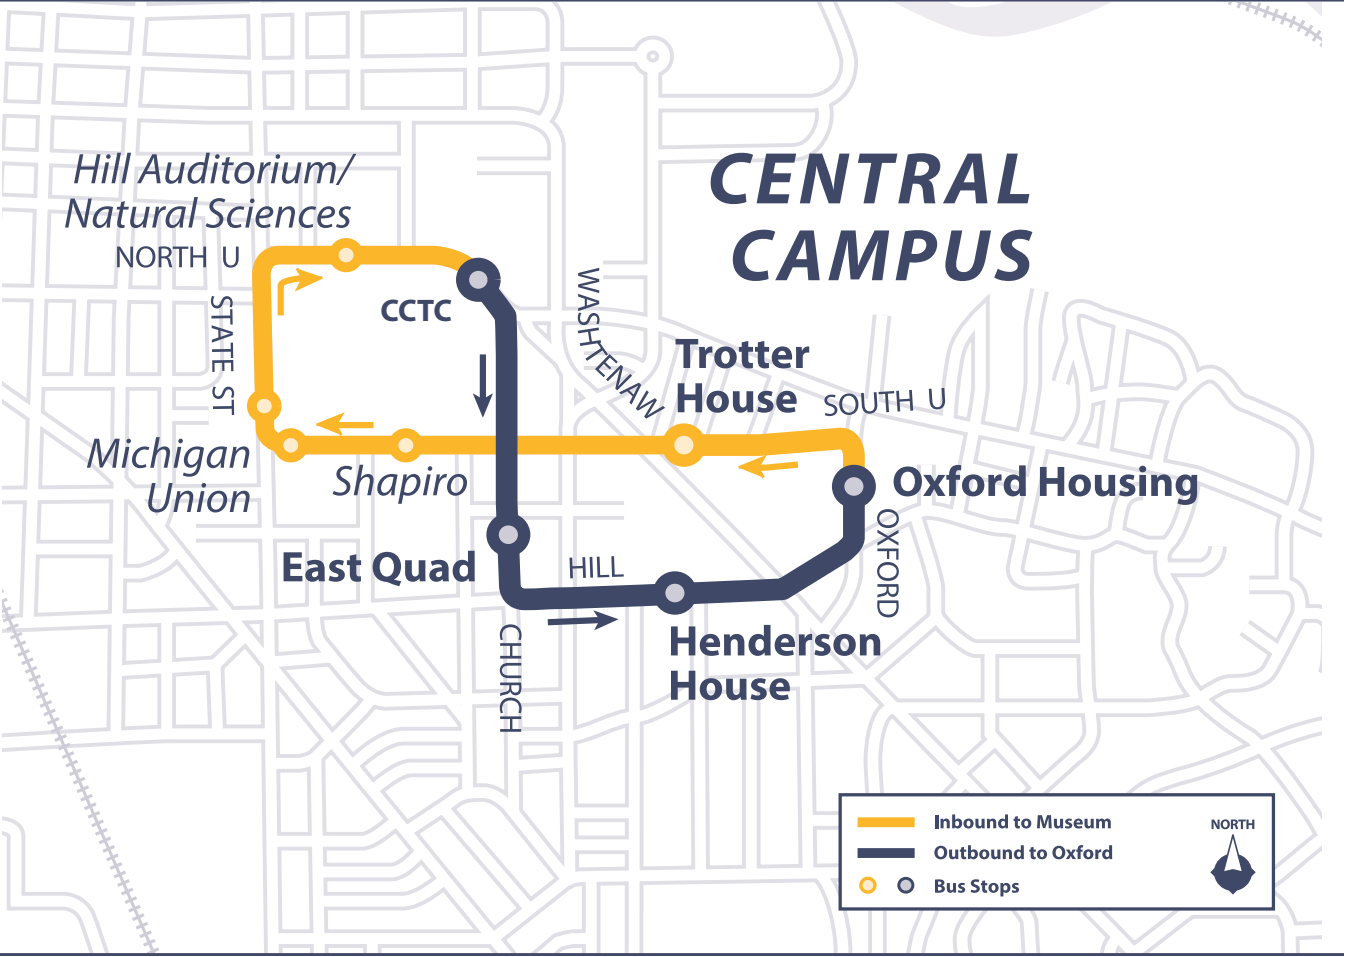 CENTRAL
CAMPUS
Hill Auditorium/
Natural Sciences
NORTH U
STATE ST
CCTC
WASHTENAW
Trotter
House
SOUTH U
Michigan
Union
Shapiro
Oxford Housing
OXFORD
East Quad
HILL
CHURCH
Henderson
House
Inbound to Museum
Outbound to Oxford
Bus Stops
NORTH